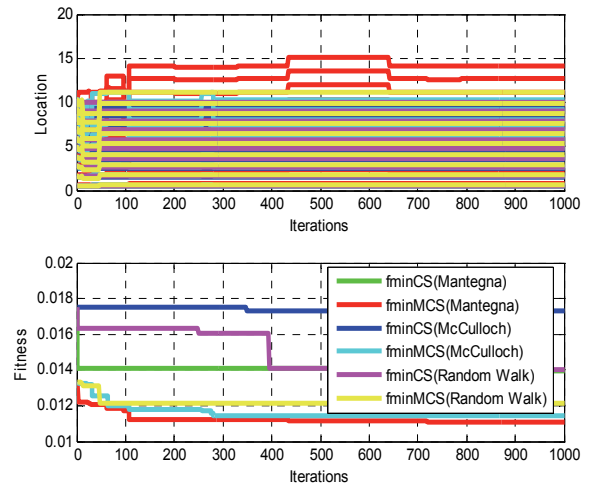 20
15
10
5
0
Location
0 100 200 300 400 500 600 700 800 900 1000
Iterations
0.02
0.018
0.016
0.014
0.012
0.01
Fitness
fminCS(Mantegna)
fminMCS(Mantegna)
fminCS(McCulloch)
fminMCS(McCulloch)
fminCS(Random Walk)
fminMCS(Random Walk)
0 100 200 300 400 500 600 700 800 900 1000
Iterations